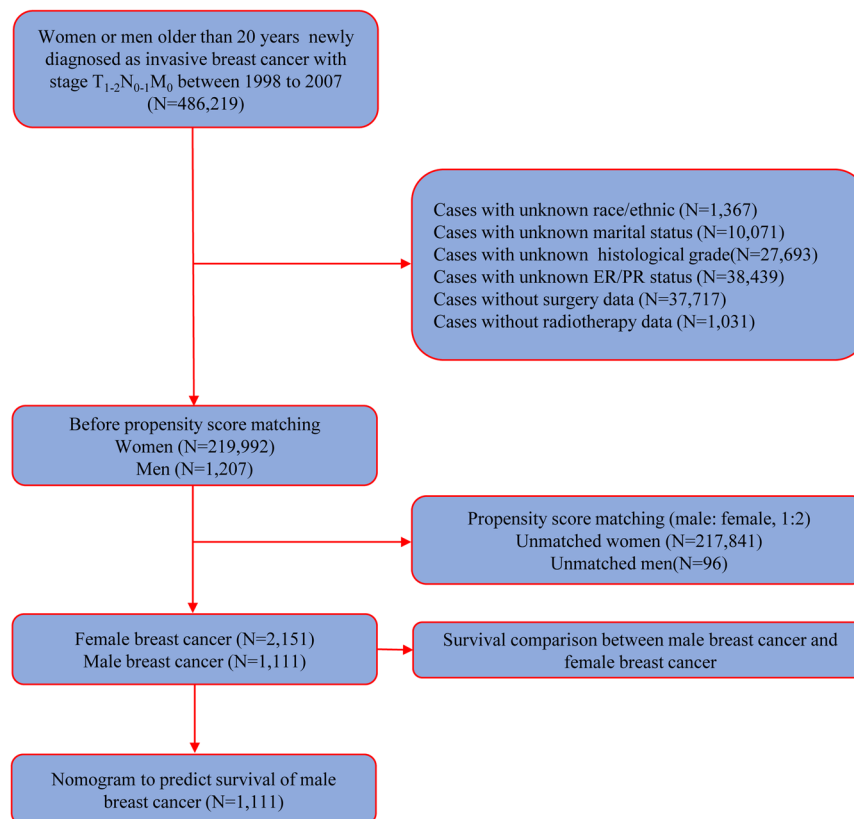 Women or men older than 20 years newly
diagnosed as invasive breast cancer with
stage T₁₋₂N₀₋₁M₀ between 1998 to 2007
(N=486,219)
Cases with unknown race/ethnic (N=1,367)
Cases with unknown marital status (N=10,071)
Cases with unknown histological grade(N=27,693)
Cases with unknown ER/PR status (N=38,439)
Cases without surgery data (N=37,717)
Cases without radiotherapy data (N=1,031)
Before propensity score matching
Women (N=219,992)
Men (N=1,207)
Propensity score matching (male: female, 1:2)
Unmatched women (N=217,841)
Unmatched men(N=96)
Female breast cancer (N=2,151)
Male breast cancer (N=1,111)
Survival comparison between male breast cancer and
female breast cancer
Nomogram to predict survival of male
breast cancer (N=1,111)